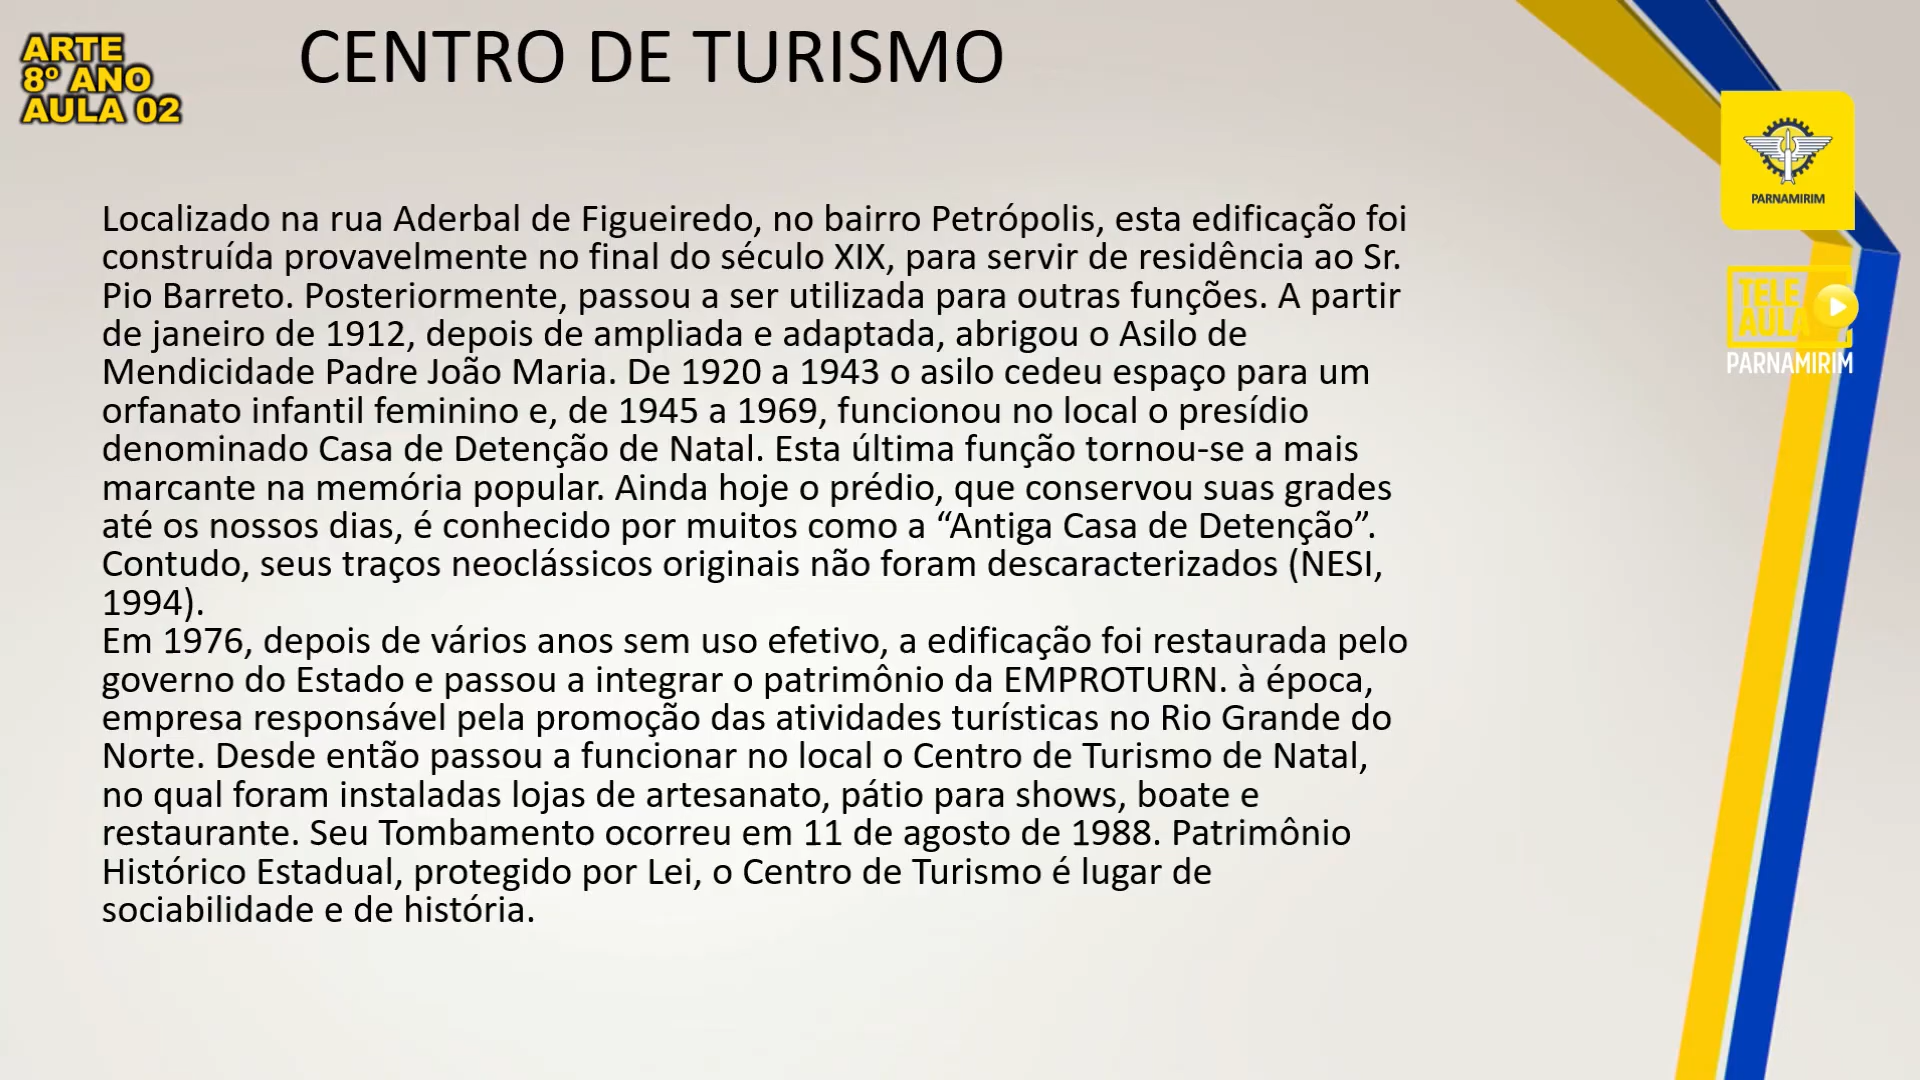 ARTE
8º ANO
AULA 02
CENTRO DE TURISMO
Localizado na rua Aderbal de Figueiredo, no bairro Petrópolis, esta edificação foi
construída provavelmente no final do século XIX, para servir de residência ao Sr.
Pio Barreto. Posteriormente, passou a ser utilizada para outras funções. A partir
de janeiro de 1912, depois de ampliada e adaptada, abrigou o Asilo de
Mendicidade Padre João Maria. De 1920 a 1943 o asilo cedeu espaço para um
orfanato infantil feminino e, de 1945 a 1969, funcionou no local o presídio
denominado Casa de Detenção de Natal. Esta última função tornou-se a mais
marcante na memória popular. Ainda hoje o prédio, que conservou suas grades
até os nossos dias, é conhecido por muitos como a “Antiga Casa de Detenção”.
Contudo, seus traços neoclássicos originais não foram descaracterizados (NESI,
1994).
Em 1976, depois de vários anos sem uso efetivo, a edificação foi restaurada pelo
governo do Estado e passou a integrar o patrimônio da EMPROTURN. à época,
empresa responsável pela promoção das atividades turísticas no Rio Grande do
Norte. Desde então passou a funcionar no local o Centro de Turismo de Natal,
no qual foram instaladas lojas de artesanato, pátio para shows, boate e
restaurante. Seu Tombamento ocorreu em 11 de agosto de 1988. Patrimônio
Histórico Estadual, protegido por Lei, o Centro de Turismo é lugar de
sociabilidade e de história.
PARNAMIRIM
TELE
AULA
PARNAMIRIM